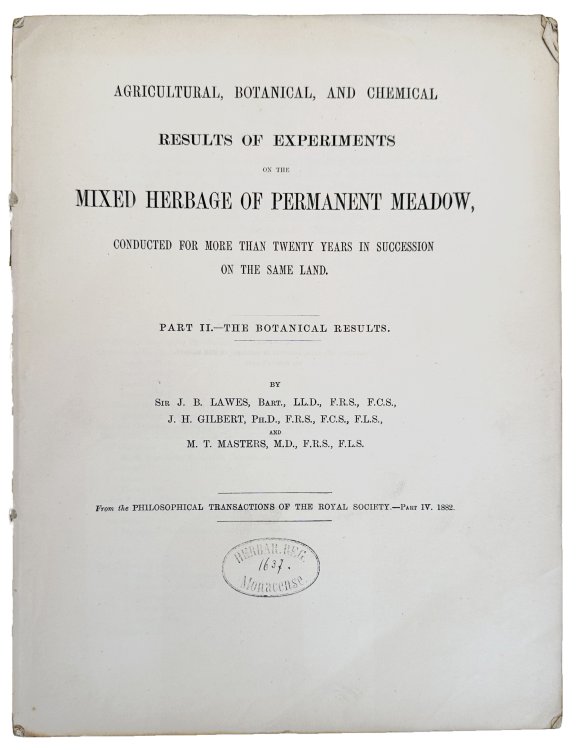 AGRICULTURAL, BOTANICAL, AND CHEMICAL
RESULTS OF EXPERIMENTS
ON THE
MIXED HERBAGE OF PERMANENT MEADOW,
CONDUCTED FOR MORE THAN TWENTY YEARS IN SUCCESSION
ON THE SAME LAND.
PART II.—THE BOTANICAL RESULTS.
BY
SIR J. B. LAWES, BART., LL.D., F.R.S., F.C.S.,
J. H. GILBERT, PH.D., F.R.S., F.C.S., F.L.S.,
AND
M. T. MASTERS, M.D., F.R.S., F.L.S.
From the PHILOSOPHICAL TRANSACTIONS OF THE ROYAL SOCIETY.—PART IV. 1882.
HERBAR. REG.
1637.
Monacense.